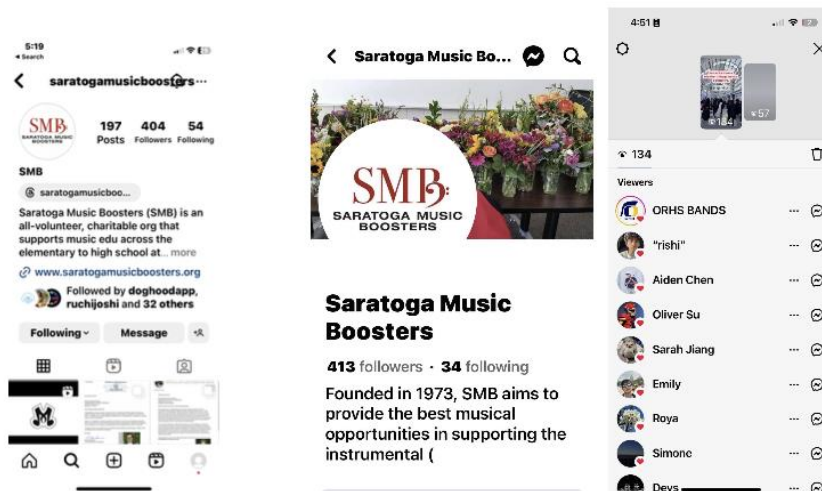 5:19
Search
saratogamusicboosters
SMB
SARATOGA MUSIC
BOOSTERS
197 404 54
Posts Followers Following
SMB
saratogamusicboo...
Saratoga Music Boosters (SMB) is an
all-volunteer, charitable org that
supports music edu across the
elementary to high school at... more
www.saratogamusicboosters.org
Followed by doghoodapp,
ruchijoshi and 32 others
Following Message
Saratoga Music Bo...
SMB
SARATOGA MUSIC
BOOSTERS
Saratoga Music
Boosters
413 followers · 34 following
Founded in 1973, SMB aims to
provide the best musical
opportunities in supporting the
instrumental (
4:51
134
57
134
Viewers
ORHS BANDS
"rishi"
Aiden Chen
Oliver Su
Sarah Jiang
Emily
Roya
Simone
Devs